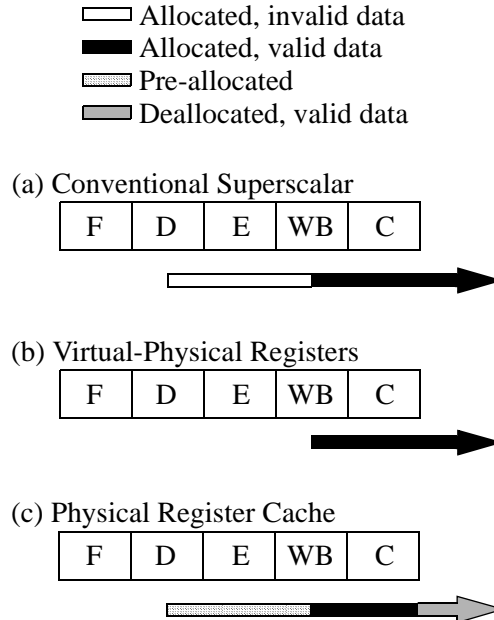 Allocated, invalid data
Allocated, valid data
Pre-allocated
Deallocated, valid data
(a) Conventional Superscalar
F D E WB C
(b) Virtual-Physical Registers
F D E WB C
(c) Physical Register Cache
F D E WB C